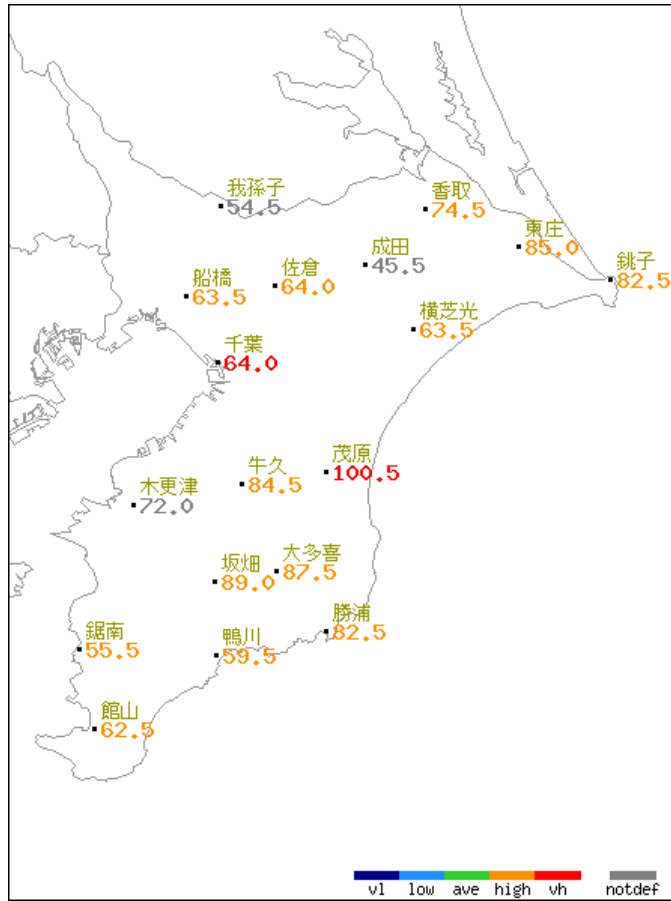 我孫子
54.5
香取
74.5
東庄
85.0
成田
45.5
銚子
82.5
船橋
63.5
佐倉
64.0
横芝光
63.5
千葉
64.0
茂原
100.5
牛久
84.5
木更津
72.0
大多喜
87.5
坂畑
89.0
勝浦
82.5
鋸南
55.5
鴨川
59.5
館山
62.5
vl low ave high vh notdef